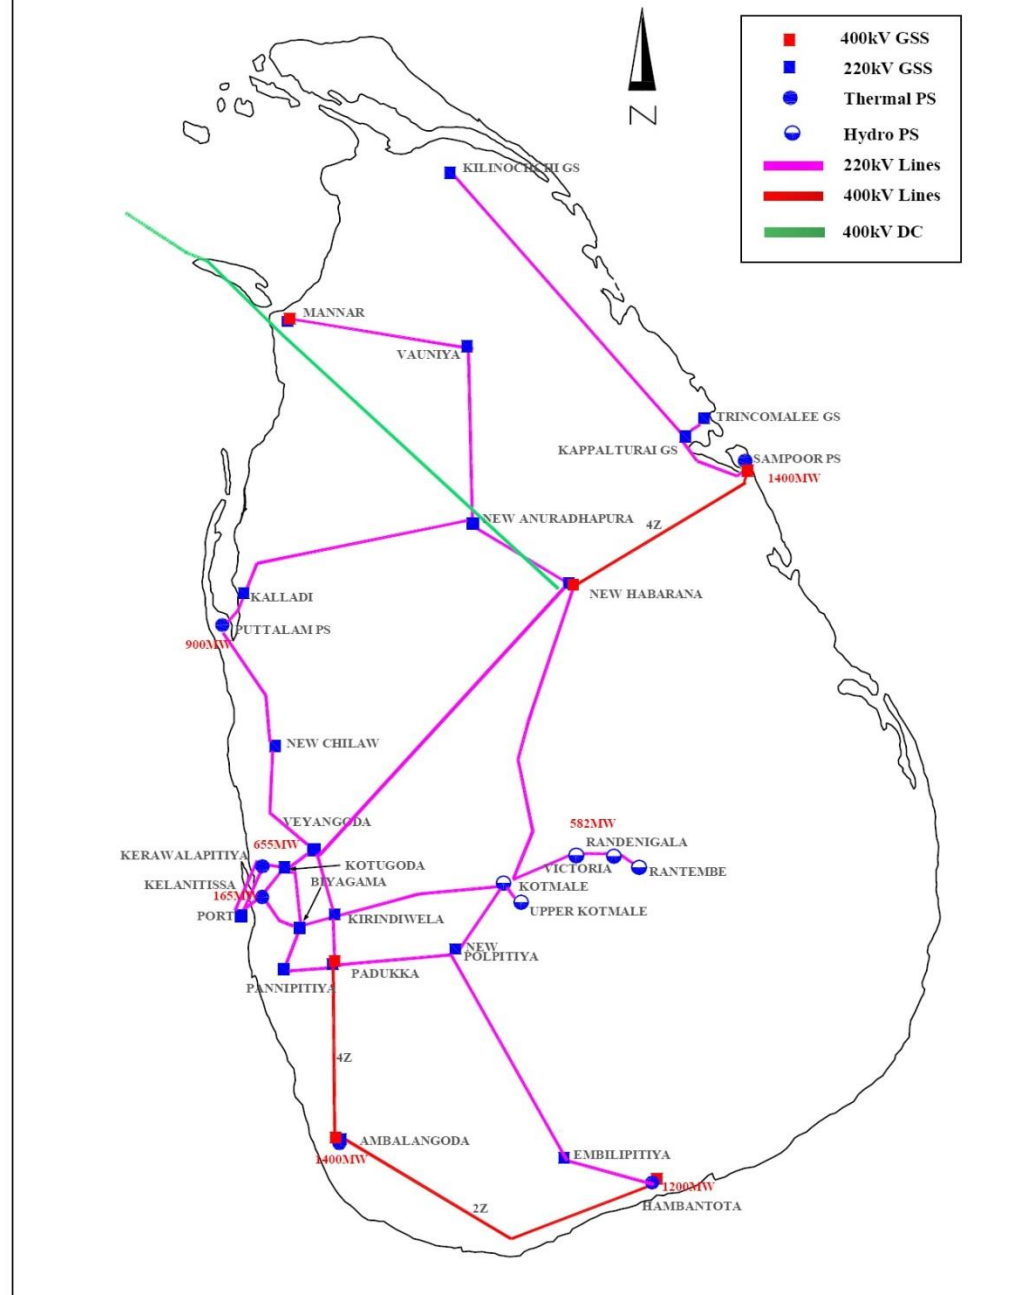 400kV GSS
220kV GSS
Thermal PS
Hydro PS
220kV Lines
400kV Lines
400kV DC
Z
KILINOCHCHI GS
MANNAR
VAUNIYA
TRINCOMALEE GS
KAPPALTURAI GS
SAMPOOR PS
1400MW
NEW ANURADHAPURA
4Z
NEW HABARANA
KALLADI
PUTTALAM PS
900MW
NEW CHILAW
VEYANGODA
582MW
655MW
RANDENIGALA
KERAWALAPITIYA
KOTUGODA
VICTORIA
RANTEMBE
KELANITISSA
BIYAGAMA
KOTMALE
165MW
UPPER KOTMALE
PORT
KIRINDIWELA
NEW
POLPITIYA
PADUKKA
PANNIPITIYA
4Z
AMBALANGODA
1400MW
EMBILIPITIYA
1200MW
HAMBANTOTA
2Z